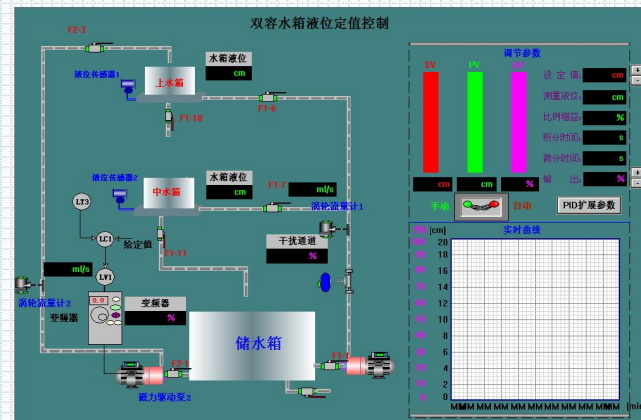 双容水箱液位定值控制
F2-3
水箱液位
cm
液位传感器1
上水箱
F1-6
F1-10
水箱液位
cm
液位传感器2
中水箱
F1-7
ml/s
涡轮流量计1
LT3
LC1
给定值
F1-11
干扰通道
%
ml/s
LV1
涡轮流量计2
变频器
0.0
变频器
%
储水箱
F2-1
F1-1
磁力驱动泵2
调节参数
SV
PV
设 定 值:
cm
测量液位:
cm
比例增益:
%
积分时间:
s
微分时间:
s
输 出:
%
cm
cm
%
手动
自动
PID扩展参数
[%]
[cm]
实时曲线
20
18
16
14
12
10
8
6
4
2
0